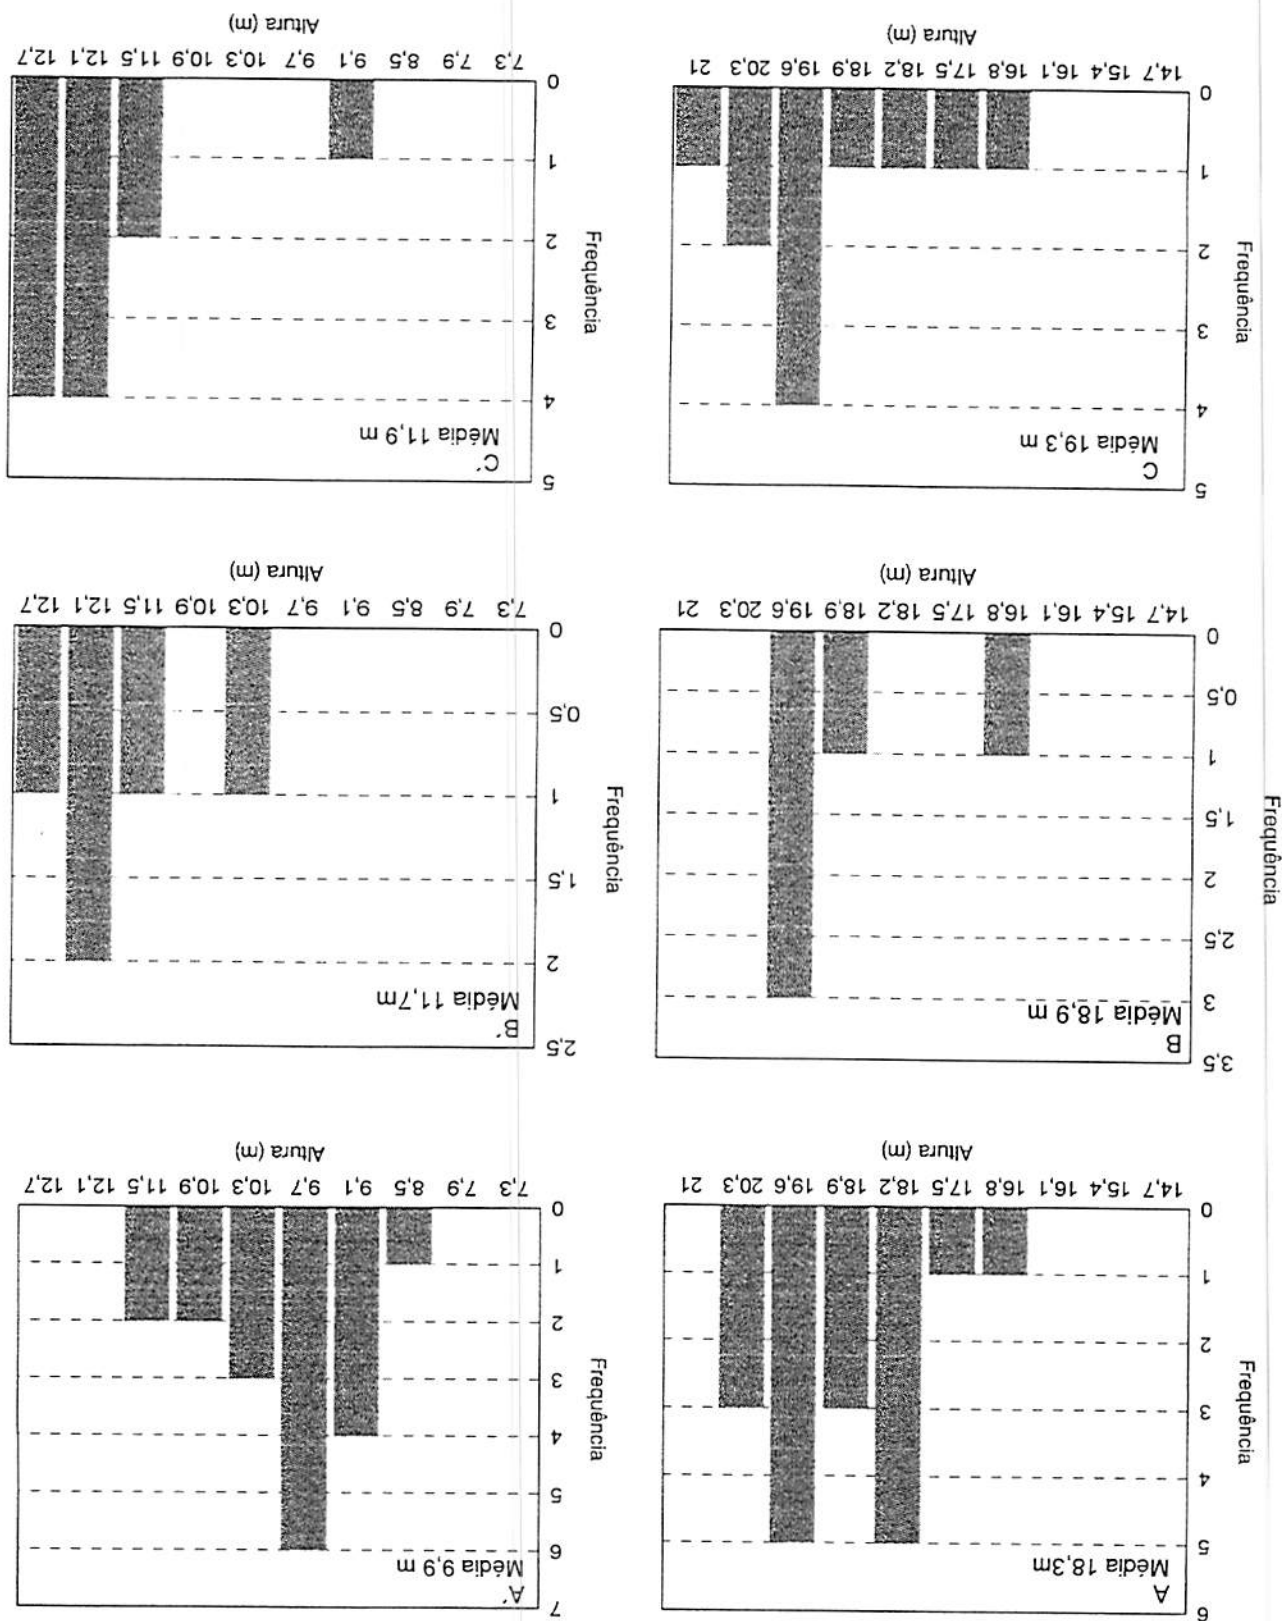 6
5
4
3
2
1
0
Frequência
A
Média 18,3m
14,7 15,4 16,1 16,8 17,5 18,2 18,9 19,6 20,3 21
Altura (m)
7
6
5
4
3
2
1
0
Frequência
A´
Média 9,9 m
7,3 7,9 8,5 9,1 9,7 10,3 10,9 11,5 12,1 12,7
Altura (m)
3,5
3
2,5
2
1,5
1
0,5
0
Frequência
B
Média 18,9 m
14,7 15,4 16,1 16,8 17,5 18,2 18,9 19,6 20,3 21
Altura (m)
2,5
2
1,5
1
0,5
0
Frequência
B´
Média 11,7m
7,3 7,9 8,5 9,1 9,7 10,3 10,9 11,5 12,1 12,7
Altura (m)
5
4
3
2
1
0
Frequência
C
Média 19,3 m
14,7 15,4 16,1 16,8 17,5 18,2 18,9 19,6 20,3 21
Altura (m)
5
4
3
2
1
0
Frequência
C´
Média 11,9 m
7,3 7,9 8,5 9,1 9,7 10,3 10,9 11,5 12,1 12,7
Altura (m)